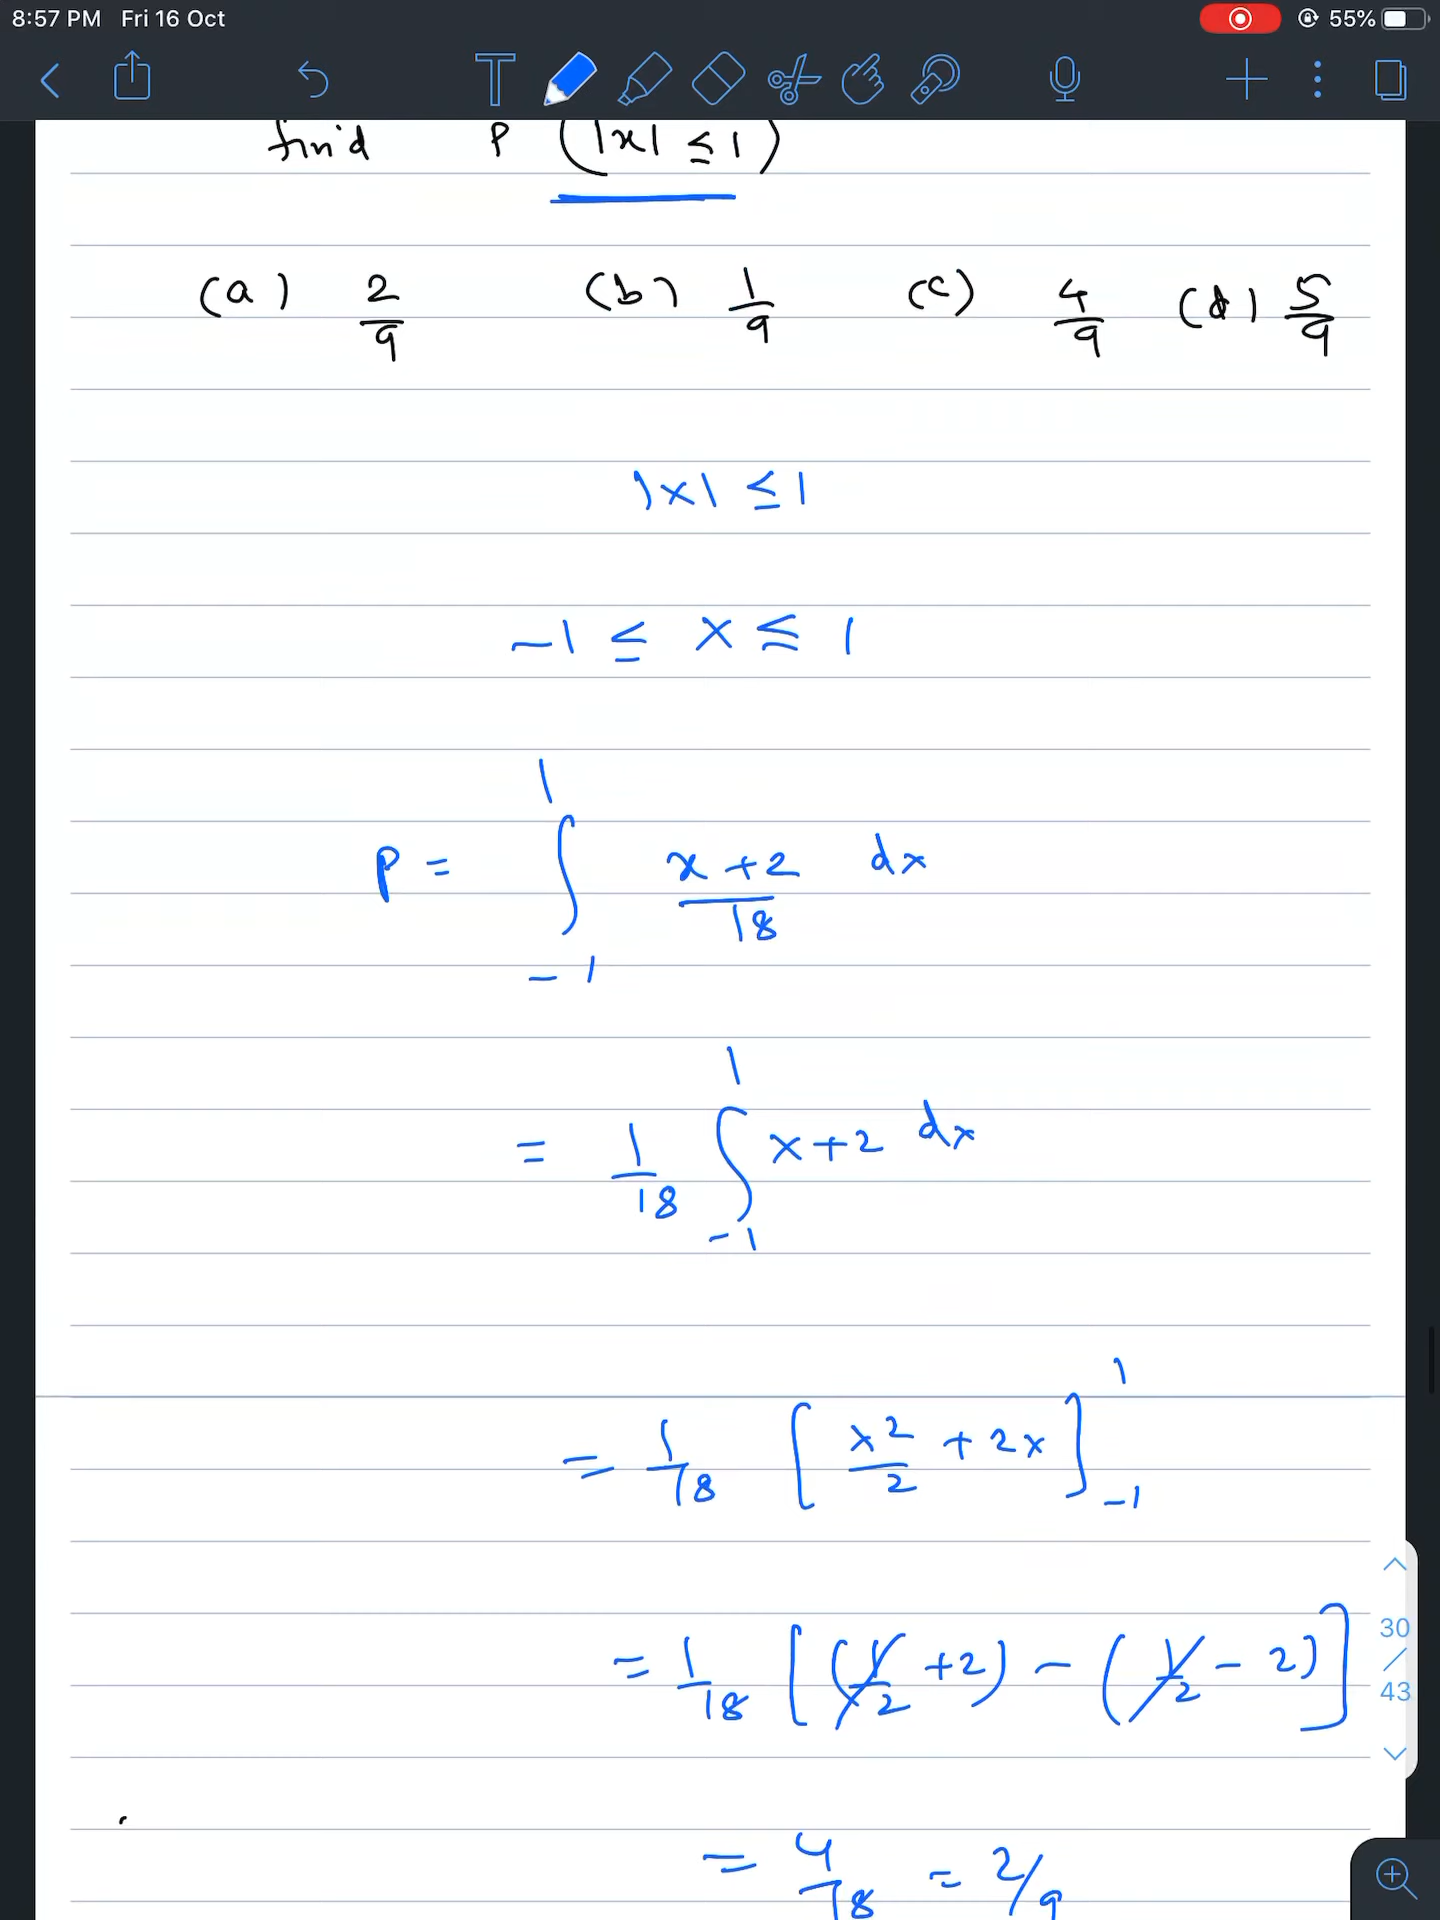 8:57 PM Fri 16 Oct 55%
T
find P (|x| ≤ 1)
(a) 2/9 (b) 1/9 (c) 4/9 (d) 5/9
|x| ≤ 1
-1 ≤ x ≤ 1
P = ∫_{-1}^{1} (x+2)/18 dx
= 1/18 ∫_{-1}^{1} x+2 dx
= 1/18 [x²/2 + 2x]_{-1}^{1}
= 1/18 [(1/2 + 2) - (1/2 - 2)]
30
/
43
= 4/18 = 2/9